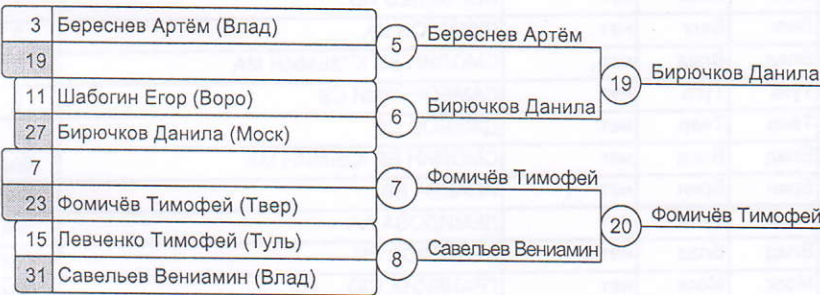 3 Береснев Артём (Влад)
19
5 Береснев Артём
11 Шабогин Егор (Воро)
27 Бирючков Данила (Моск)
6 Бирючков Данила
19 Бирючков Данила
7
23 Фомичёв Тимофей (Твер)
7 Фомичёв Тимофей
15 Левченко Тимофей (Туль)
31 Савельев Вениамин (Влад)
8 Савельев Вениамин
20 Фомичёв Тимофей